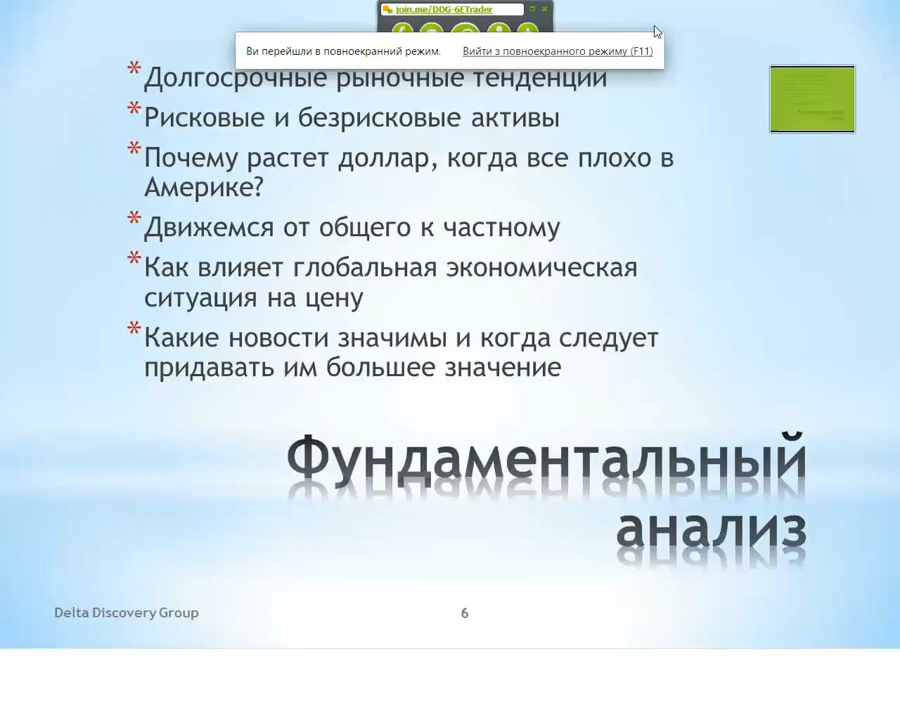 join.me/DDG-6ETrader
Ви перейшли в повноекранний режим. Вийти з повноекранного режиму (F11)
* Долгосрочные рыночные тенденции
* Рисковые и безрисковые активы
* Почему растет доллар, когда все плохо в
Америке?
* Движемся от общего к частному
* Как влияет глобальная экономическая
ситуация на цену
* Какие новости значимы и когда следует
придавать им большее значение
Фундаментальный
анализ
Delta Discovery Group
6